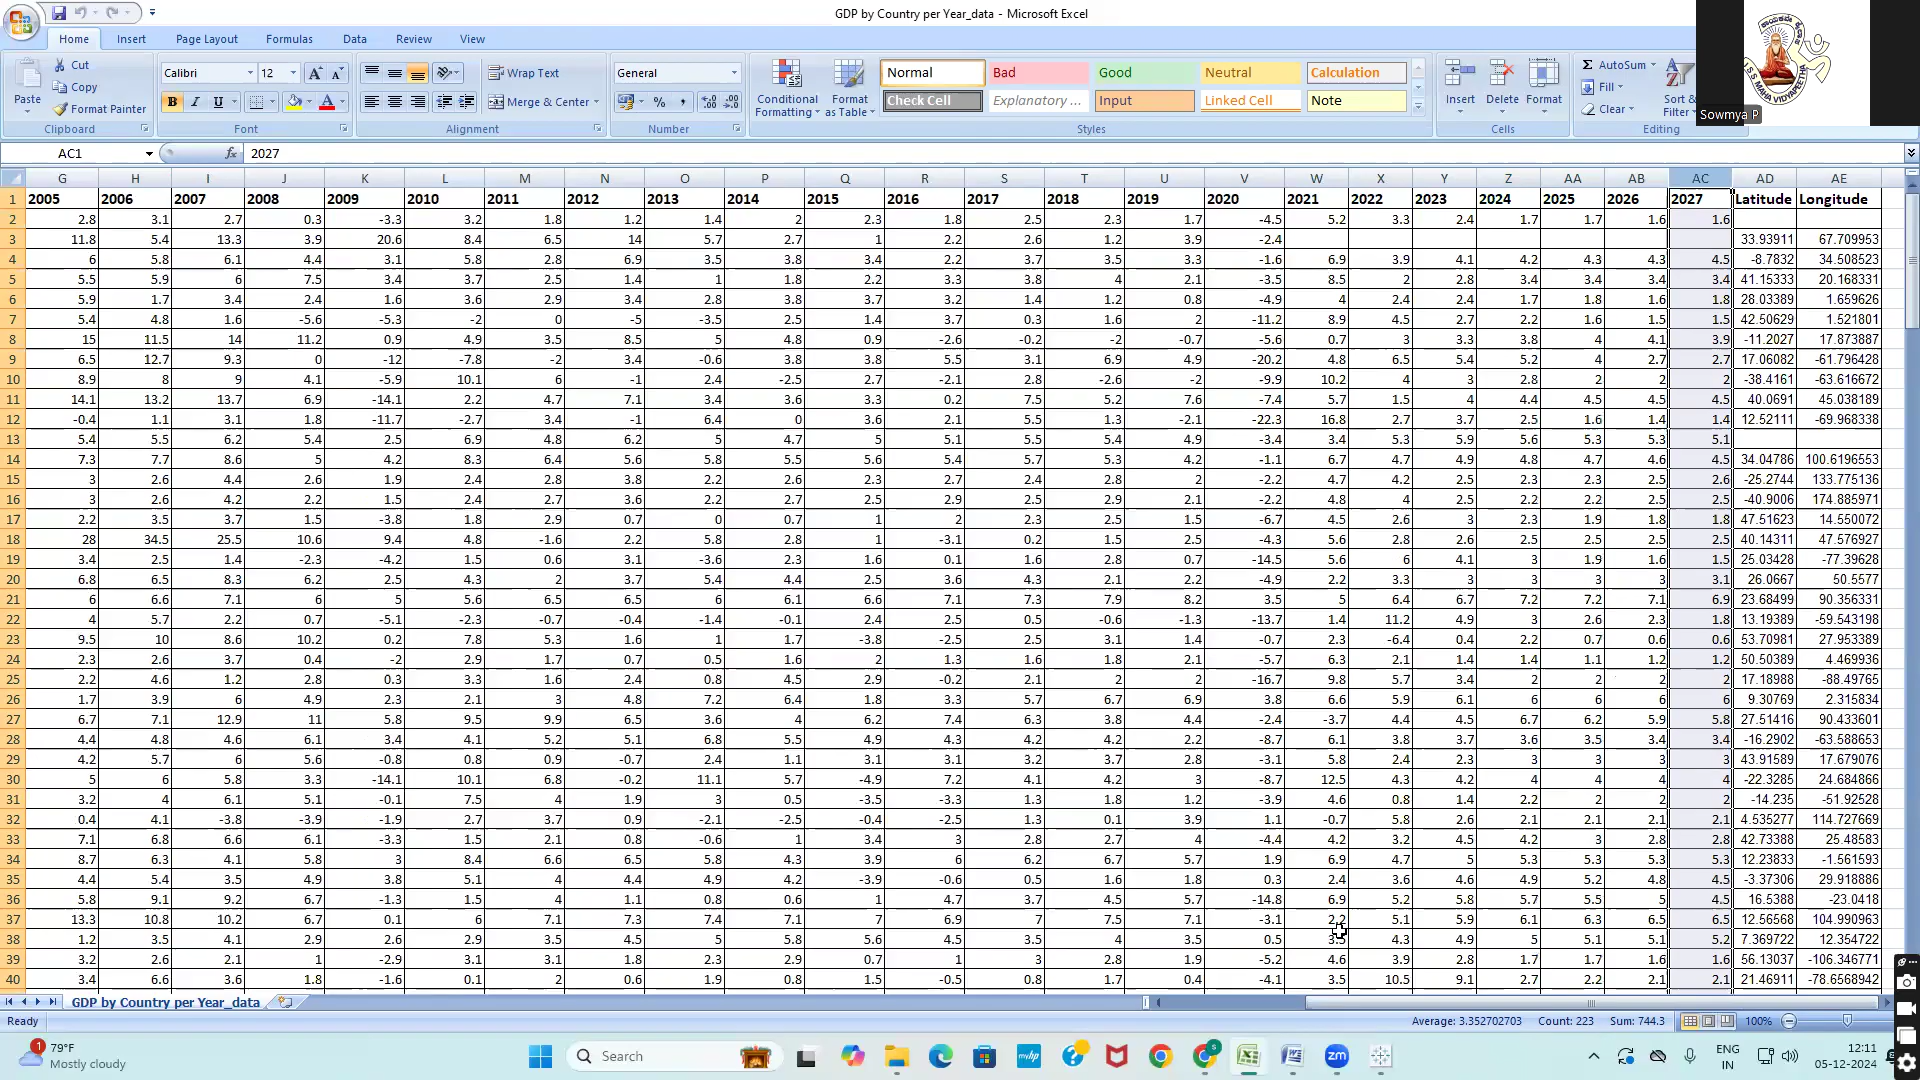 GDP by Country per Year_data - Microsoft Excel
Home Insert Page Layout Formulas Data Review View
Paste Cut Copy Format Painter Clipboard
Calibri 12 Font
Wrap Text Merge & Center Alignment
General Number
Conditional Formatting Format as Table
Normal Bad Good Neutral Calculation
Check Cell Explanatory ... Input Linked Cell Note
Styles
Insert Delete Format Cells
AutoSum Fill Clear Sort & Filter Editing
Sowmya P
AC1 fx 2027
G H I J K L M N O P Q R S T U V W X Y Z AA AB AC AD AE
1 2005 2006 2007 2008 2009 2010 2011 2012 2013 2014 2015 2016 2017 2018 2019 2020 2021 2022 2023 2024 2025 2026 2027 Latitude Longitude
2 2.8 3.1 2.7 0.3 -3.3 3.2 1.8 1.2 1.4 2 2.3 1.8 2.5 2.3 1.7 -4.5 5.2 3.3 2.4 1.7 1.7 1.6 1.6
3 11.8 5.4 13.3 3.9 20.6 8.4 6.5 14 5.7 2.7 1 2.2 2.6 1.2 3.9 -2.4 33.93911 67.709953
4 6 5.8 6.1 4.4 3.1 5.8 2.8 6.9 3.5 3.8 3.4 2.2 3.7 3.5 3.3 -1.6 6.9 3.9 4.1 4.2 4.3 4.3 4.5 -8.7832 34.508523
5 5.5 5.9 6 7.5 3.4 3.7 2.5 1.4 1 1.8 2.2 3.3 3.8 4 2.1 -3.5 8.5 2 2.8 3.4 3.4 3.4 3.4 41.15333 20.168331
6 5.9 1.7 3.4 2.4 1.6 3.6 2.9 3.4 2.8 3.8 3.7 3.2 1.4 1.2 0.8 -4.9 4 2.4 2.4 1.7 1.8 1.6 1.8 28.03389 1.659626
7 5.4 4.8 1.6 -5.6 -5.3 -2 0 -5 -3.5 2.5 1.4 3.7 0.3 1.6 2 -11.2 8.9 4.5 2.7 2.2 1.6 1.5 1.5 42.50629 1.521801
8 15 11.5 14 11.2 0.9 4.9 3.5 8.5 5 4.8 0.9 -2.6 -0.2 -2 -0.7 -5.6 0.7 3 3.3 3.8 4 4.1 3.9 -11.2027 17.873887
9 6.5 12.7 9.3 0 -12 -7.8 -2 3.4 -0.6 3.8 3.8 5.5 3.1 6.9 4.9 -20.2 4.8 6.5 5.4 5.2 4 2.7 2.7 17.06082 -61.796428
10 8.9 8 9 4.1 -5.9 10.1 6 -1 2.4 -2.5 2.7 -2.1 2.8 -2.6 -2 -9.9 10.2 4 3 2.8 2 2 2 -38.4161 -63.616672
11 14.1 13.2 13.7 6.9 -14.1 2.2 4.7 7.1 3.4 3.6 3.3 0.2 7.5 5.2 7.6 -7.4 5.7 1.5 4 4.4 4.5 4.5 4.5 40.0691 45.038189
12 -0.4 1.1 3.1 1.8 -11.7 -2.7 3.4 -1 6.4 0 3.6 2.1 5.5 1.3 -2.1 -22.3 16.8 2.7 3.7 2.5 1.6 1.4 1.4 12.52111 -69.968338
13 5.4 5.5 6.2 5.4 2.5 6.9 4.8 6.2 5 4.7 5 5.1 5.5 5.4 4.9 -3.4 3.4 5.3 5.9 5.6 5.3 5.3 5.1
14 7.3 7.7 8.6 5 4.2 8.3 6.4 5.6 5.8 5.5 5.6 5.4 5.7 5.3 4.2 -1.1 6.7 4.7 4.9 4.8 4.7 4.6 4.5 34.04786 100.6196553
15 3 2.6 4.4 2.6 1.9 2.4 2.8 3.8 2.2 2.6 2.3 2.7 2.4 2.8 2 -2.2 4.7 4.2 2.5 2.3 2.3 2.5 2.6 -25.2744 133.775136
16 3 2.6 4.2 2.2 1.5 2.4 2.7 3.6 2.2 2.7 2.5 2.9 2.5 2.9 2.1 -2.2 4.8 4 2.5 2.2 2.2 2.5 2.5 -40.9006 174.885971
17 2.2 3.5 3.7 1.5 -3.8 1.8 2.9 0.7 0 0.7 1 2 2.3 2.5 1.5 -6.7 4.5 2.6 3 2.3 1.9 1.8 1.8 47.51623 14.550072
18 28 34.5 25.5 10.6 9.4 4.8 -1.6 2.2 5.8 2.8 1 -3.1 0.2 1.5 2.5 -4.3 5.6 2.8 2.6 2.5 2.5 2.5 2.5 40.14311 47.576927
19 3.4 2.5 1.4 -2.3 -4.2 1.5 0.6 3.1 -3.6 2.3 1.6 0.1 1.6 2.8 0.7 -14.5 5.6 6 4.1 3 1.9 1.6 1.5 25.03428 -77.39628
20 6.8 6.5 8.3 6.2 2.5 4.3 2 3.7 5.4 4.4 2.5 3.6 4.3 2.1 2.2 -4.9 2.2 3.3 3 3 3 3 3.1 26.0667 50.5577
21 6 6.6 7.1 6 5 5.6 6.5 6.5 6 6.1 6.6 7.1 7.3 7.9 8.2 3.5 5 6.4 6.7 7.2 7.2 7.1 6.9 23.68499 90.356331
22 4 5.7 2.2 0.7 -5.1 -2.3 -0.7 -0.4 -1.4 -0.1 2.4 2.5 0.5 -0.6 -1.3 -13.7 1.4 11.2 4.9 3 2.6 2.3 1.8 13.19389 -59.543198
23 9.5 10 8.6 10.2 0.2 7.8 5.3 1.6 1 1.7 -3.8 -2.5 2.5 3.1 1.4 -0.7 2.3 -6.4 0.4 2.2 0.7 0.6 0.6 53.70981 27.953389
24 2.3 2.6 3.7 0.4 -2 2.9 1.7 0.7 0.5 1.6 2 1.3 1.6 1.8 2.1 -5.7 6.3 2.1 1.4 1.4 1.1 1.2 1.2 50.50389 4.469936
25 2.2 4.6 1.2 2.8 0.3 3.3 1.6 2.4 0.8 4.5 2.9 -0.2 2.1 2 2 -16.7 9.8 5.7 3.4 2 2 2 2 17.18988 -88.49765
26 1.7 3.9 6 4.9 2.3 2.1 3 4.8 7.2 6.4 1.8 3.3 5.7 6.7 6.9 3.8 6.6 5.9 6.1 6 6 6 6 9.30769 2.315834
27 6.7 7.1 12.9 11 5.8 9.5 9.9 6.5 3.6 4 6.2 7.4 6.3 3.8 4.4 -2.4 -3.7 4.4 4.5 6.7 6.2 5.9 5.8 27.51416 90.433601
28 4.4 4.8 4.6 6.1 3.4 4.1 5.2 5.1 6.8 5.5 4.9 4.3 4.2 4.2 2.2 -8.7 6.1 3.8 3.7 3.6 3.5 3.4 3.4 -16.2902 -63.588653
29 4.2 5.7 6 5.6 -0.8 0.8 0.9 -0.7 2.4 1.1 3.1 3.1 3.2 3.7 2.8 -3.1 5.8 2.4 2.3 3 3 3 3 43.91589 17.679076
30 5 6 5.8 3.3 -14.1 10.1 6.8 -0.2 11.1 5.7 -4.9 7.2 4.1 4.2 3 -8.7 12.5 4.3 4.2 4 4 4 4 -22.3285 24.684866
31 3.2 4 6.1 5.1 -0.1 7.5 4 1.9 3 0.5 -3.5 -3.3 1.3 1.8 1.2 -3.9 4.6 0.8 1.4 2.2 2 2 2 -14.235 -51.92528
32 0.4 4.1 -3.8 -3.9 -1.9 2.7 3.7 0.9 -2.1 -2.5 -0.4 -2.5 1.3 0.1 3.9 1.1 -0.7 5.8 2.6 2.1 2.1 2.1 2.1 4.535277 114.727669
33 7.1 6.8 6.6 6.1 -3.3 1.5 2.1 0.8 -0.6 1 3.4 3 2.8 2.7 4 -4.4 4.2 3.2 4.5 4.2 3 2.8 2.8 42.73388 25.48583
34 8.7 6.3 4.1 5.8 3 8.4 6.6 6.5 5.8 4.3 3.9 6 6.2 6.7 5.7 1.9 6.9 4.7 5 5.3 5.3 5.3 5.3 12.23833 -1.561593
35 4.4 5.4 3.5 4.9 3.8 5.1 4 4.4 4.9 4.2 -3.9 -0.6 0.5 1.6 1.8 0.3 2.4 3.6 4.6 4.9 5.2 4.8 4.5 -3.37306 29.918886
36 5.8 9.1 9.2 6.7 -1.3 1.5 4 1.1 0.8 0.6 1 4.7 3.7 4.5 5.7 -14.8 6.9 5.2 5.8 5.7 5.5 5 4.5 16.5388 -23.0418
37 13.3 10.8 10.2 6.7 0.1 6 7.1 7.3 7.4 7.1 7 6.9 7 7.5 7.1 -3.1 2.2 5.1 5.9 6.1 6.3 6.5 6.5 12.56568 104.990963
38 1.2 3.5 4.1 2.9 2.6 2.9 3.5 4.5 5 5.8 5.6 4.5 3.5 4 3.5 0.5 3.5 4.3 4.9 5 5.1 5.1 5.2 7.369722 12.354722
39 3.2 2.6 2.1 1 -2.9 3.1 3.1 1.8 2.3 2.9 0.7 1 3 2.8 1.9 -5.2 4.6 3.9 2.8 1.7 1.7 1.6 1.6 56.13037 -106.346771
40 3.4 6.6 3.6 1.8 -1.6 0.1 2 0.6 1.9 0.8 1.5 -0.5 0.8 1.7 0.4 -4.1 3.5 10.5 9.1 2.7 2.2 2.1 2.1 21.46911 -78.6568942
GDP by Country per Year_data
Ready Average: 3.352702703 Count: 223 Sum: 744.3 100%
1 79°F Mostly cloudy
Search
ENG IN
12:11
05-12-2024